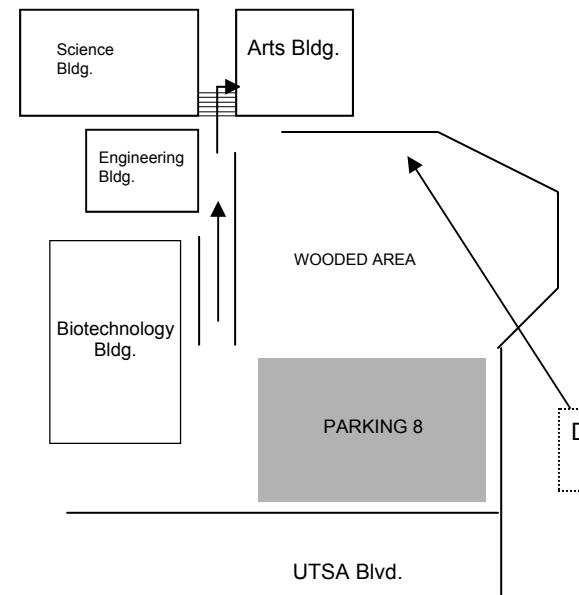 Science
Bldg.
Arts Bldg.
Engineering
Bldg.
WOODED AREA
Biotechnology
Bldg.
PARKING 8
D
UTSA Blvd.